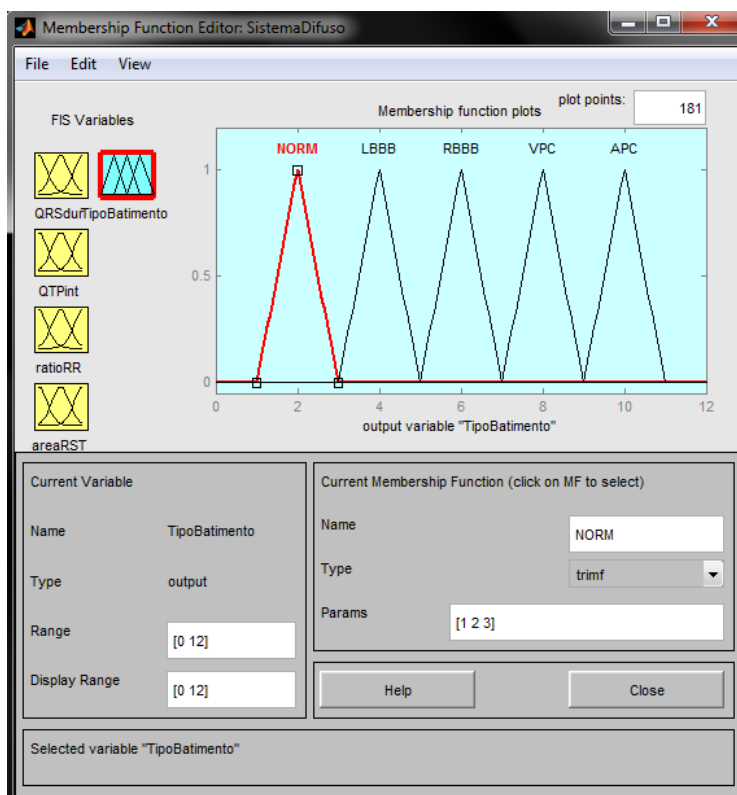 Membership Function Editor: SistemaDifuso
File Edit View
FIS Variables
Membership function plots
plot points:
181
QRSdur
TipoBatimento
QTPint
ratioRR
areaRST
NORM LBBB RBBB VPC APC
1
0.5
0
0 2 4 6 8 10 12
output variable "TipoBatimento"
Current Variable
Name TipoBatimento
Type output
Range [0 12]
Display Range [0 12]
Current Membership Function (click on MF to select)
Name NORM
Type trimf
Params [1 2 3]
Help Close
Selected variable "TipoBatimento"